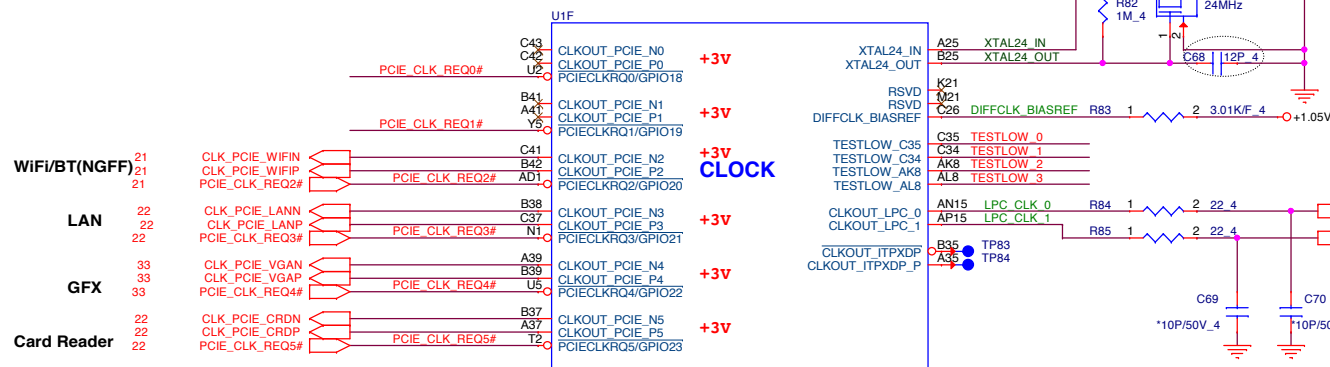 U1F
R82
1M_4
24MHz
1
2
C43 CLKOUT_PCIE_N0
C42 CLKOUT_PCIE_P0
PCIE_CLK_REQ0# U2 PCIECLKRQ0/GPIO18
+3V
B41 CLKOUT_PCIE_N1
A41 CLKOUT_PCIE_P1
PCIE_CLK_REQ1# Y5 PCIECLKRQ1/GPIO19
+3V
WiFi/BT(NGFF)
21 CLK_PCIE_WIFIN C41 CLKOUT_PCIE_N2
21 CLK_PCIE_WIFIP B42 CLKOUT_PCIE_P2
21 PCIE_CLK_REQ2# PCIE_CLK_REQ2# AD1 PCIECLKRQ2/GPIO20
+3V
CLOCK
LAN
22 CLK_PCIE_LANN B38 CLKOUT_PCIE_N3
22 CLK_PCIE_LANP C37 CLKOUT_PCIE_P3
22 PCIE_CLK_REQ3# PCIE_CLK_REQ3# N1 PCIECLKRQ3/GPIO21
+3V
GFX
33 CLK_PCIE_VGAN A39 CLKOUT_PCIE_N4
33 CLK_PCIE_VGAP B39 CLKOUT_PCIE_P4
33 PCIE_CLK_REQ4# PCIE_CLK_REQ4# U5 PCIECLKRQ4/GPIO22
+3V
Card Reader
22 CLK_PCIE_CRDN B37 CLKOUT_PCIE_N5
22 CLK_PCIE_CRDP A37 CLKOUT_PCIE_P5
22 PCIE_CLK_REQ5# PCIE_CLK_REQ5# T2 PCIECLKRQ5/GPIO23
+3V
XTAL24_IN A25 XTAL24_IN
XTAL24_OUT B25 XTAL24_OUT
C68 12P_4
RSVD K21
RSVD M21
DIFFCLK_BIASREF C26 DIFFCLK_BIASREF R83 1 2 3.01K/F_4 +1.05V
TESTLOW_C35 C35 TESTLOW_0
TESTLOW_C34 C34 TESTLOW_1
TESTLOW_AK8 AK8 TESTLOW_2
TESTLOW_AL8 AL8 TESTLOW_3
CLKOUT_LPC_0 AN15 LPC_CLK_0 R84 1 2 22_4
CLKOUT_LPC_1 AP15 LPC_CLK_1 R85 1 2 22_4
CLKOUT_ITPXDP B35 TP83
CLKOUT_ITPXDP_P A35 TP84
C69
*10P/50V_4
C70
*10P/50